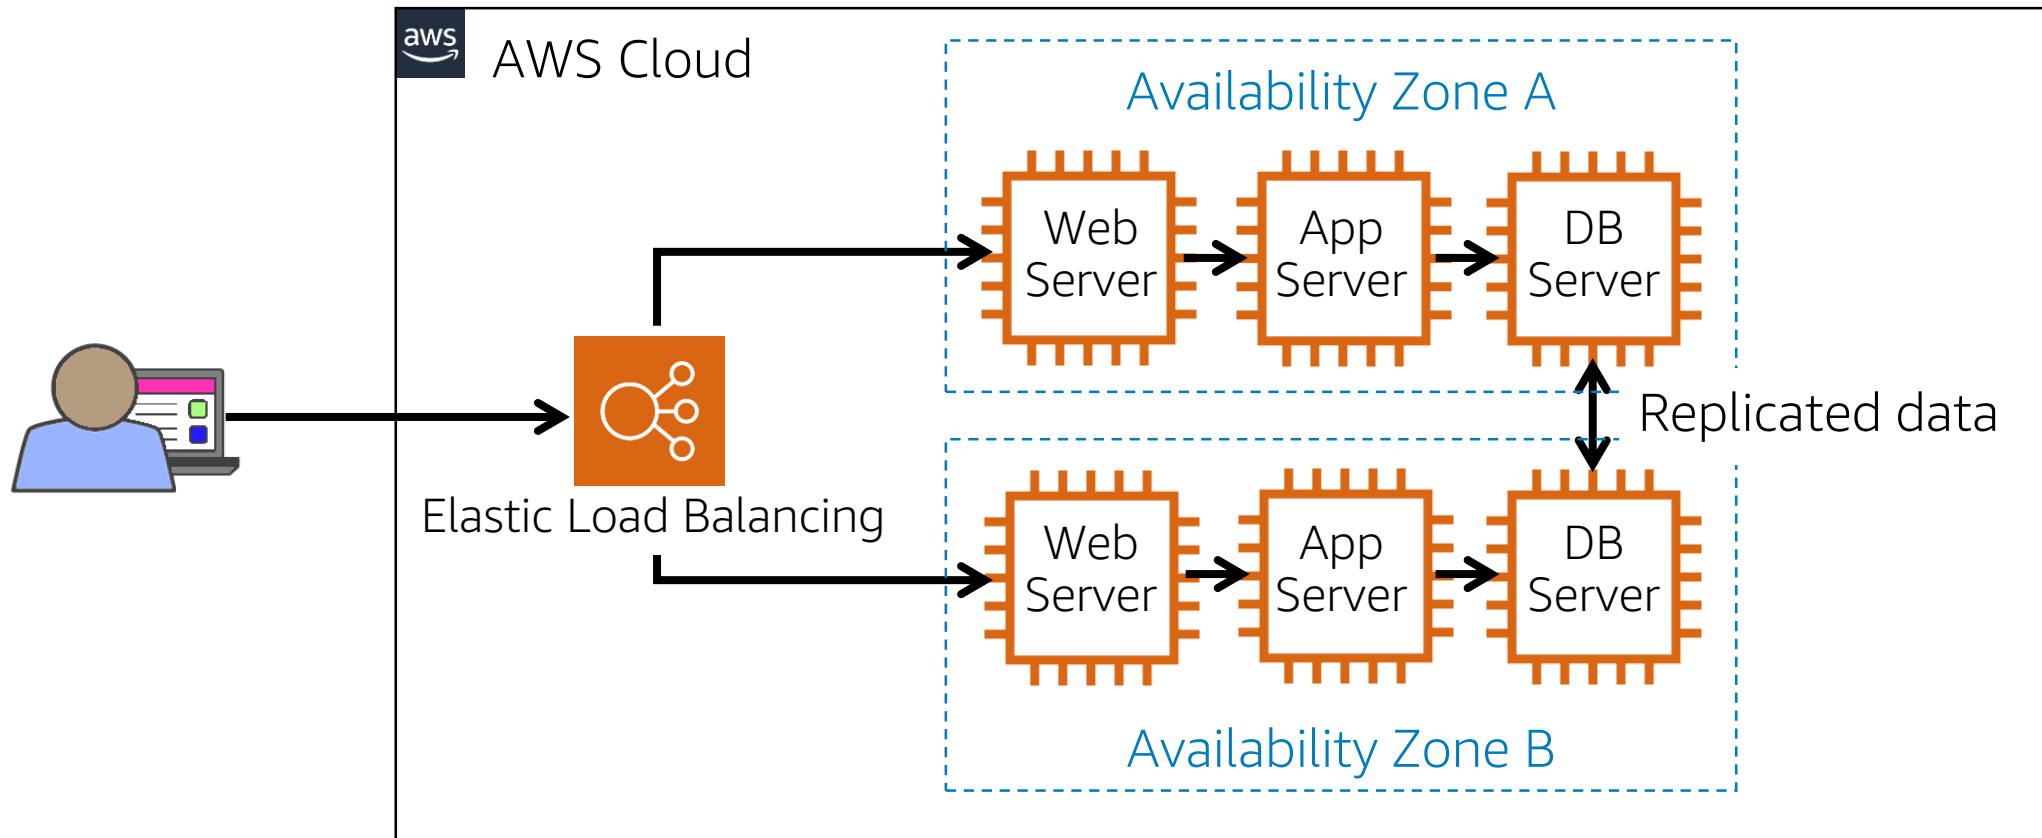 aws
AWS Cloud
Availability Zone A
Web
Server
App
Server
DB
Server
Replicated data
Elastic Load Balancing
Web
Server
App
Server
DB
Server
Availability Zone B